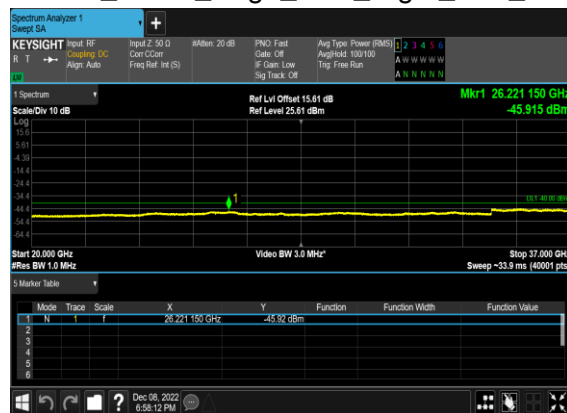 Spectrum Analyzer 1
Swept SA
+
KEYSIGHT
R T
Input: RF
Coupling: DC
Align: Auto
Input Z: 50 Ω
Corr CCorr
Freq Ref: Int (S)
#Atten: 20 dB
PNO: Fast
Gate: Off
IF Gain: Low
Sig Track: Off
Avg Type: Power (RMS)
Avg|Hold: 100/100
Trig: Free Run
1 2 3 4 5 6
A W W W W W
A N N N N N
1 Spectrum
Scale/Div 10 dB
Ref Lvl Offset 15.61 dB
Ref Level 25.61 dBm
Mkr1 26.221 150 GHz
-45.915 dBm
Log
15.6
5.61
-4.39
-14.4
-24.4
-34.4
-44.4
-54.4
-64.4
1
Start 20.000 GHz
#Res BW 1.0 MHz
Video BW 3.0 MHz*
Stop 37.000 GHz
Sweep ~33.9 ms (40001 pts)
5 Marker Table
Mode Trace Scale X Y Function Function Width Function Value
1 N 1 f 26.221 150 GHz -45.92 dBm
2
3
4
5
6
?
Dec 08, 2022
6:58:12 PM